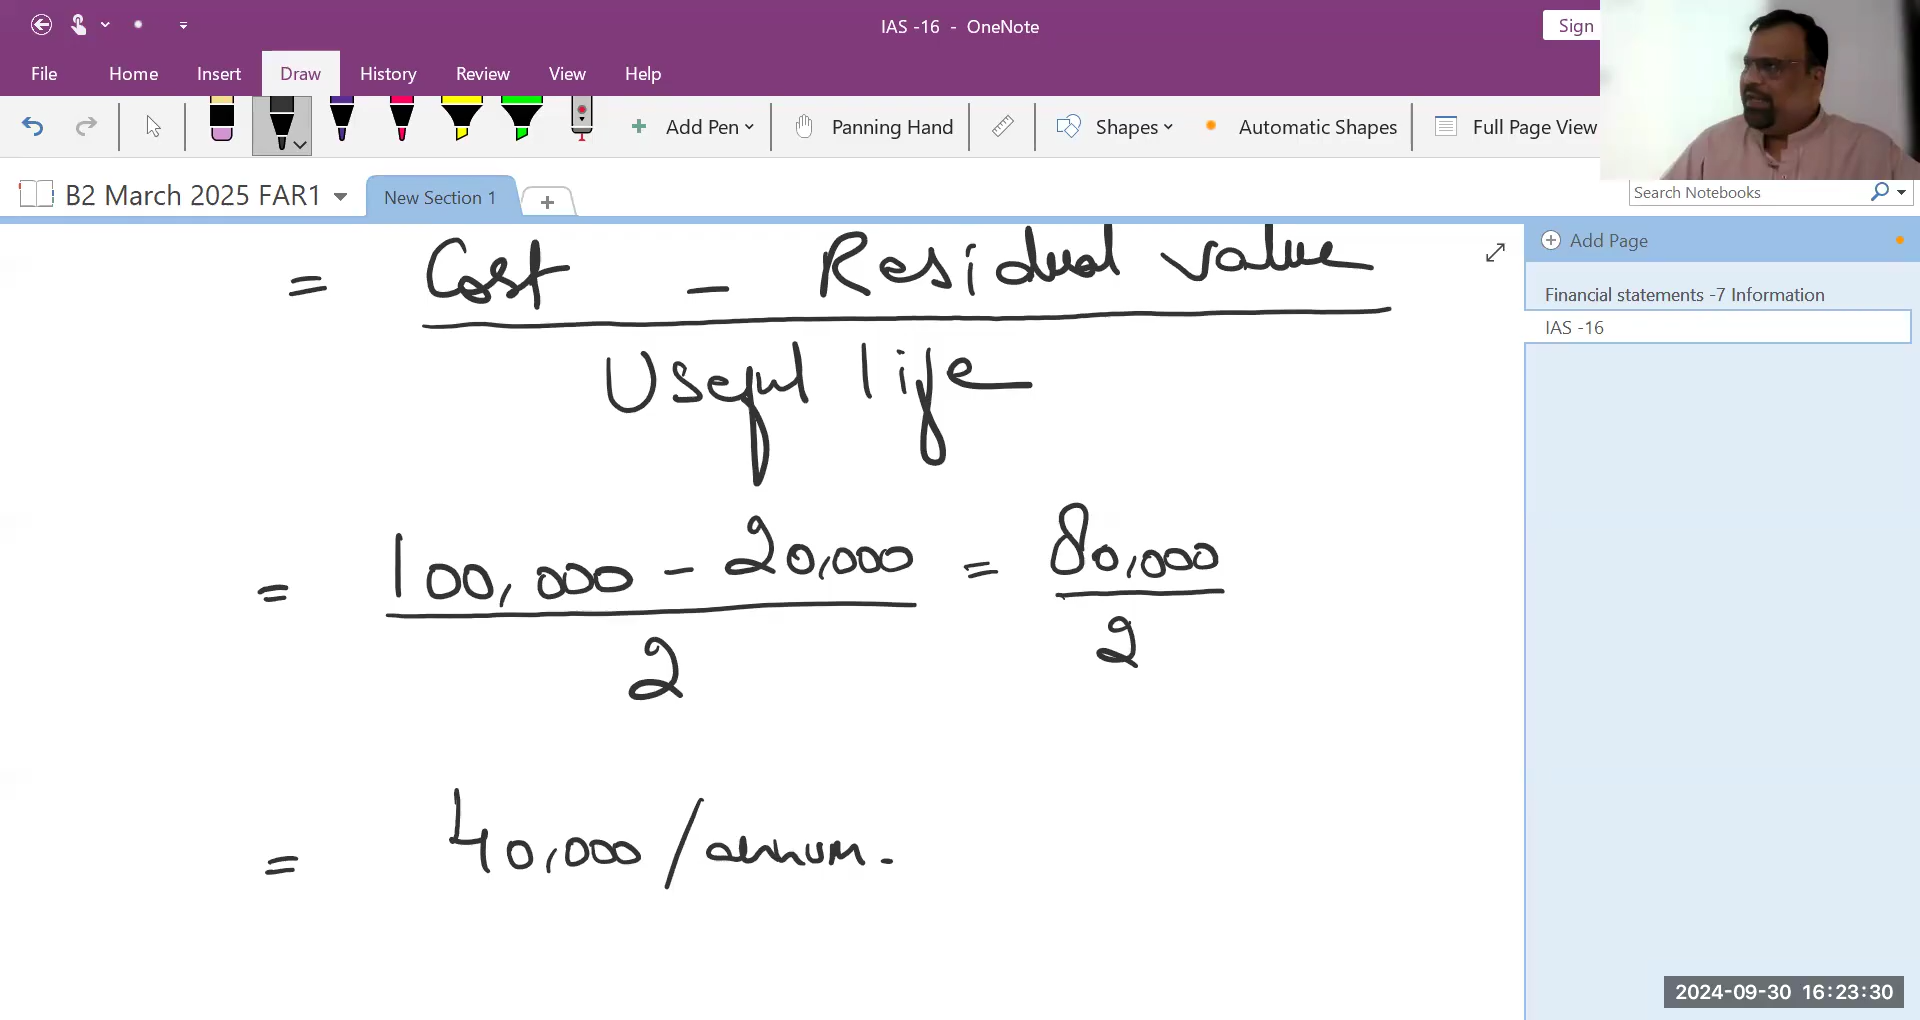 IAS -16 - OneNote
Sign
File Home Insert Draw History Review View Help
Add Pen Panning Hand Shapes Automatic Shapes Full Page View
B2 March 2025 FAR1 New Section 1 Search Notebooks
Add Page
Financial statements -7 Information
IAS -16
= Cost - Residual value
Useful life
= 100,000 - 20,000 = 80,000
2 2
= 40,000 / annum.
2024-09-30 16:23:30